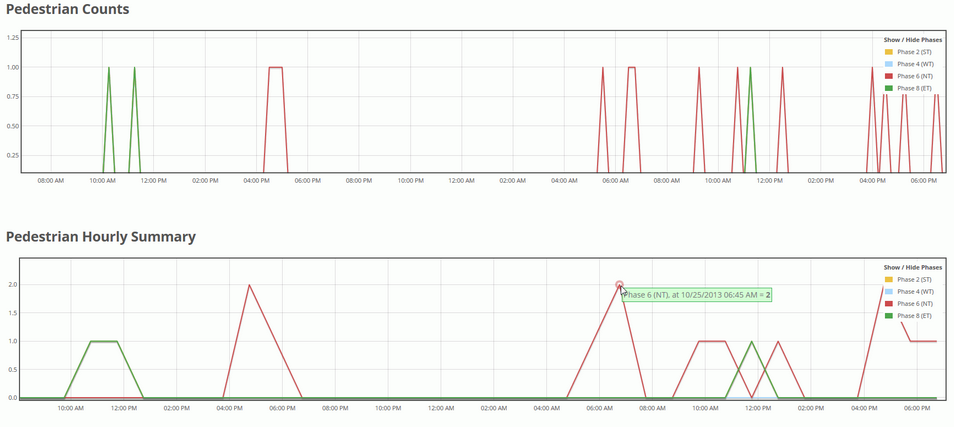 Pedestrian Counts
1.25
1.00
0.75
0.50
0.25
Show / Hide Phases
Phase 2 (ST)
Phase 4 (WT)
Phase 6 (NT)
Phase 8 (ET)
08:00 AM 10:00 AM 12:00 PM 02:00 PM 04:00 PM 06:00 PM 08:00 PM 10:00 PM 12:00 AM 02:00 AM 04:00 AM 06:00 AM 08:00 AM 10:00 AM 12:00 PM 02:00 PM 04:00 PM 06:00 PM
Pedestrian Hourly Summary
2.0
1.5
1.0
0.5
0.0
Show / Hide Phases
Phase 2 (ST)
Phase 4 (WT)
Phase 6 (NT)
Phase 8 (ET)
Phase 6 (NT), at 10/25/2013 06:45 AM = 2
10:00 AM 12:00 PM 02:00 PM 04:00 PM 06:00 PM 08:00 PM 10:00 PM 12:00 AM 02:00 AM 04:00 AM 06:00 AM 08:00 AM 10:00 AM 12:00 PM 02:00 PM 04:00 PM 06:00 PM